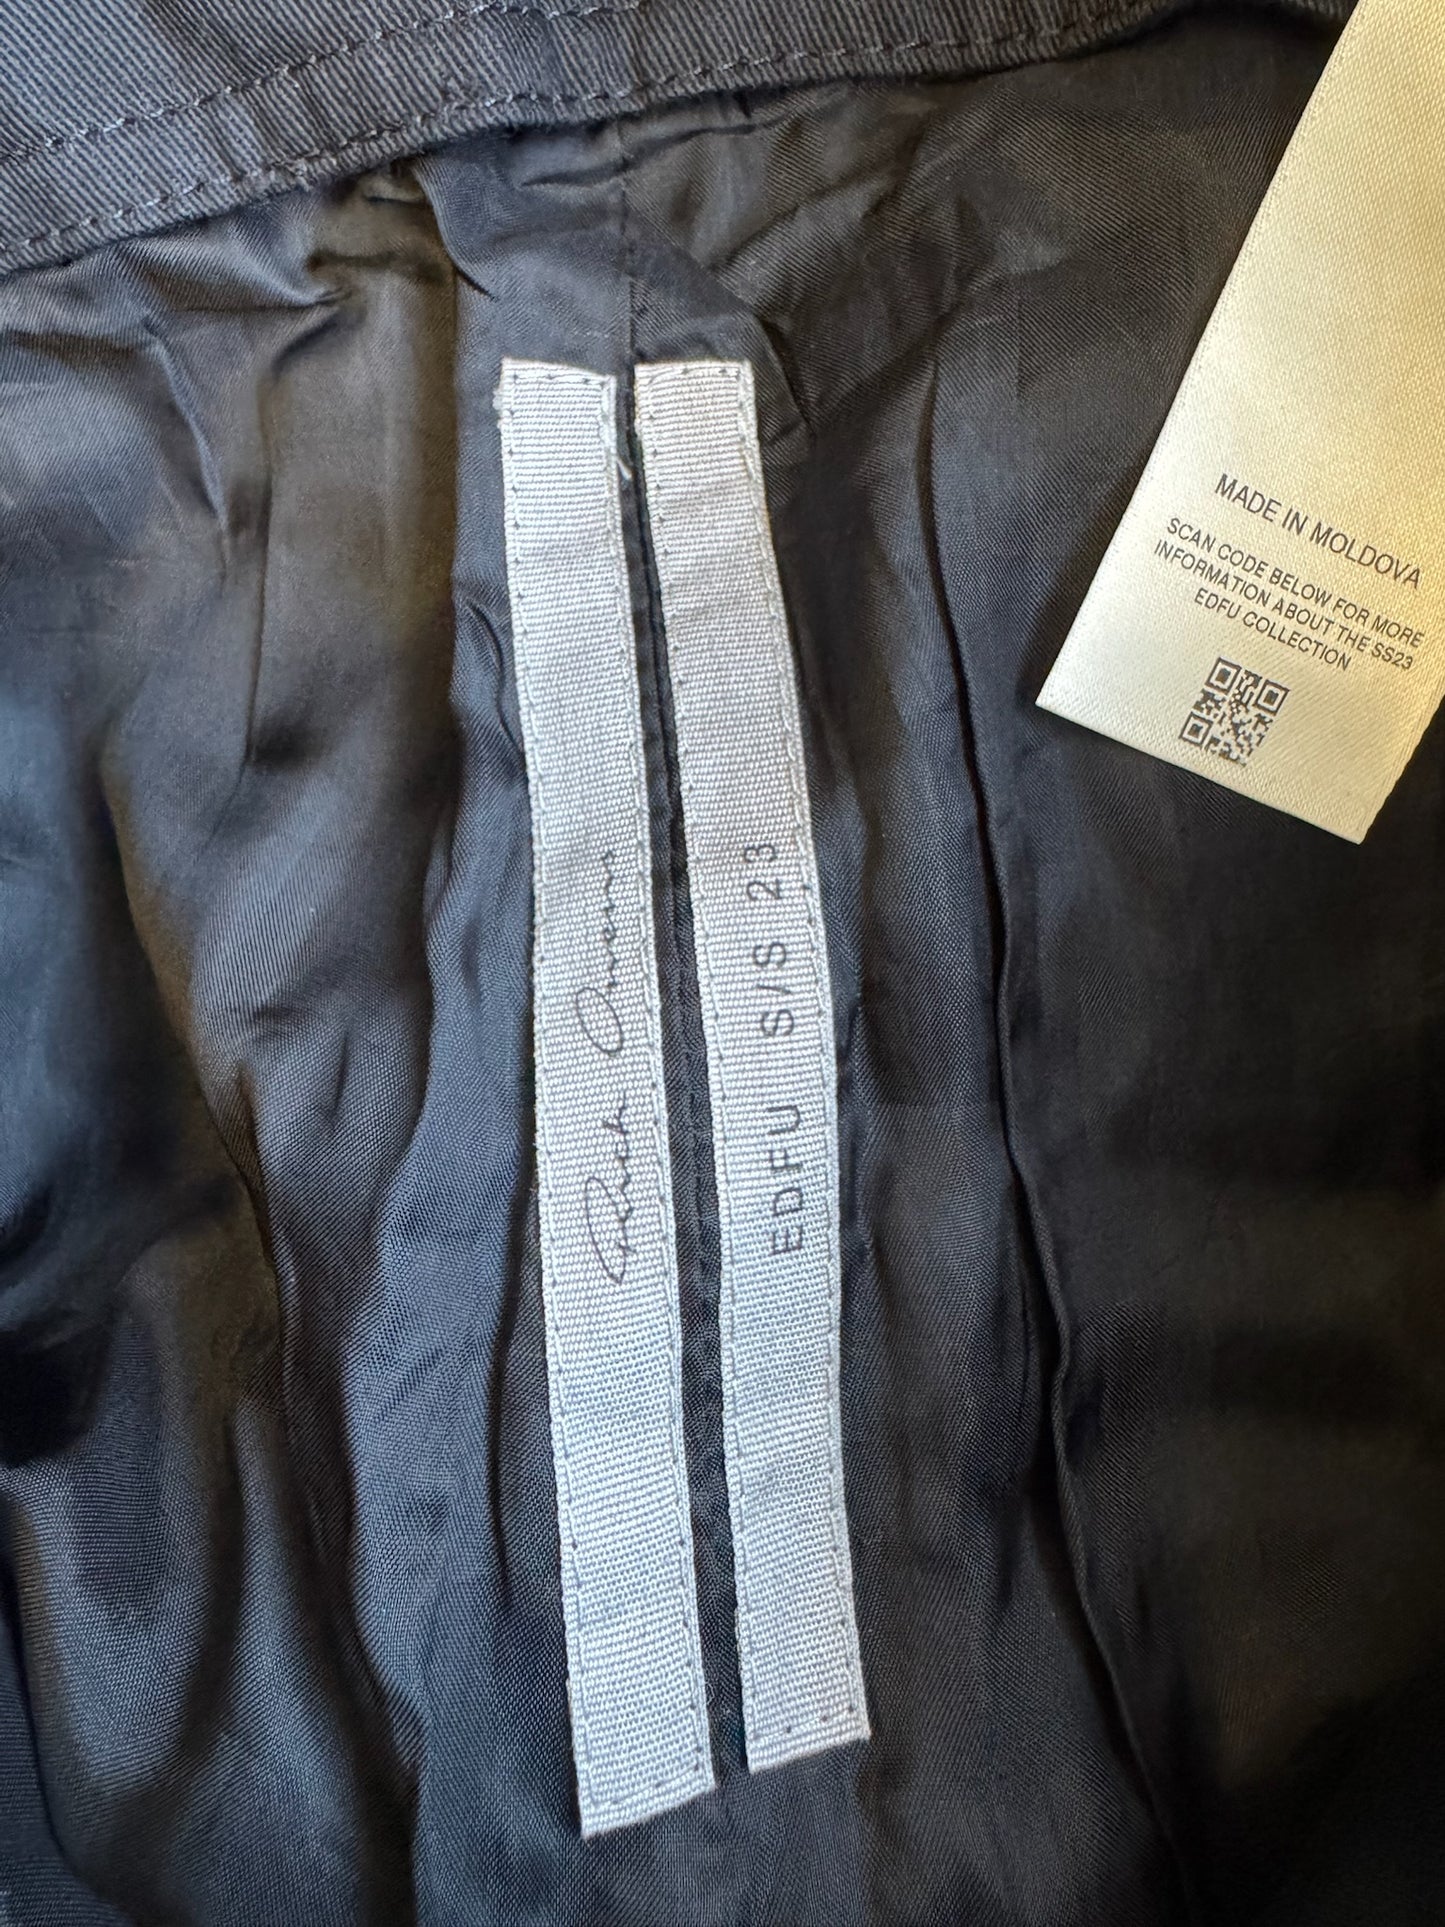 Rick Owens
EDFU S/S 23
MADE IN MOLDOVA
SCAN CODE BELOW FOR MORE
INFORMATION ABOUT THE SS23
EDFU COLLECTION